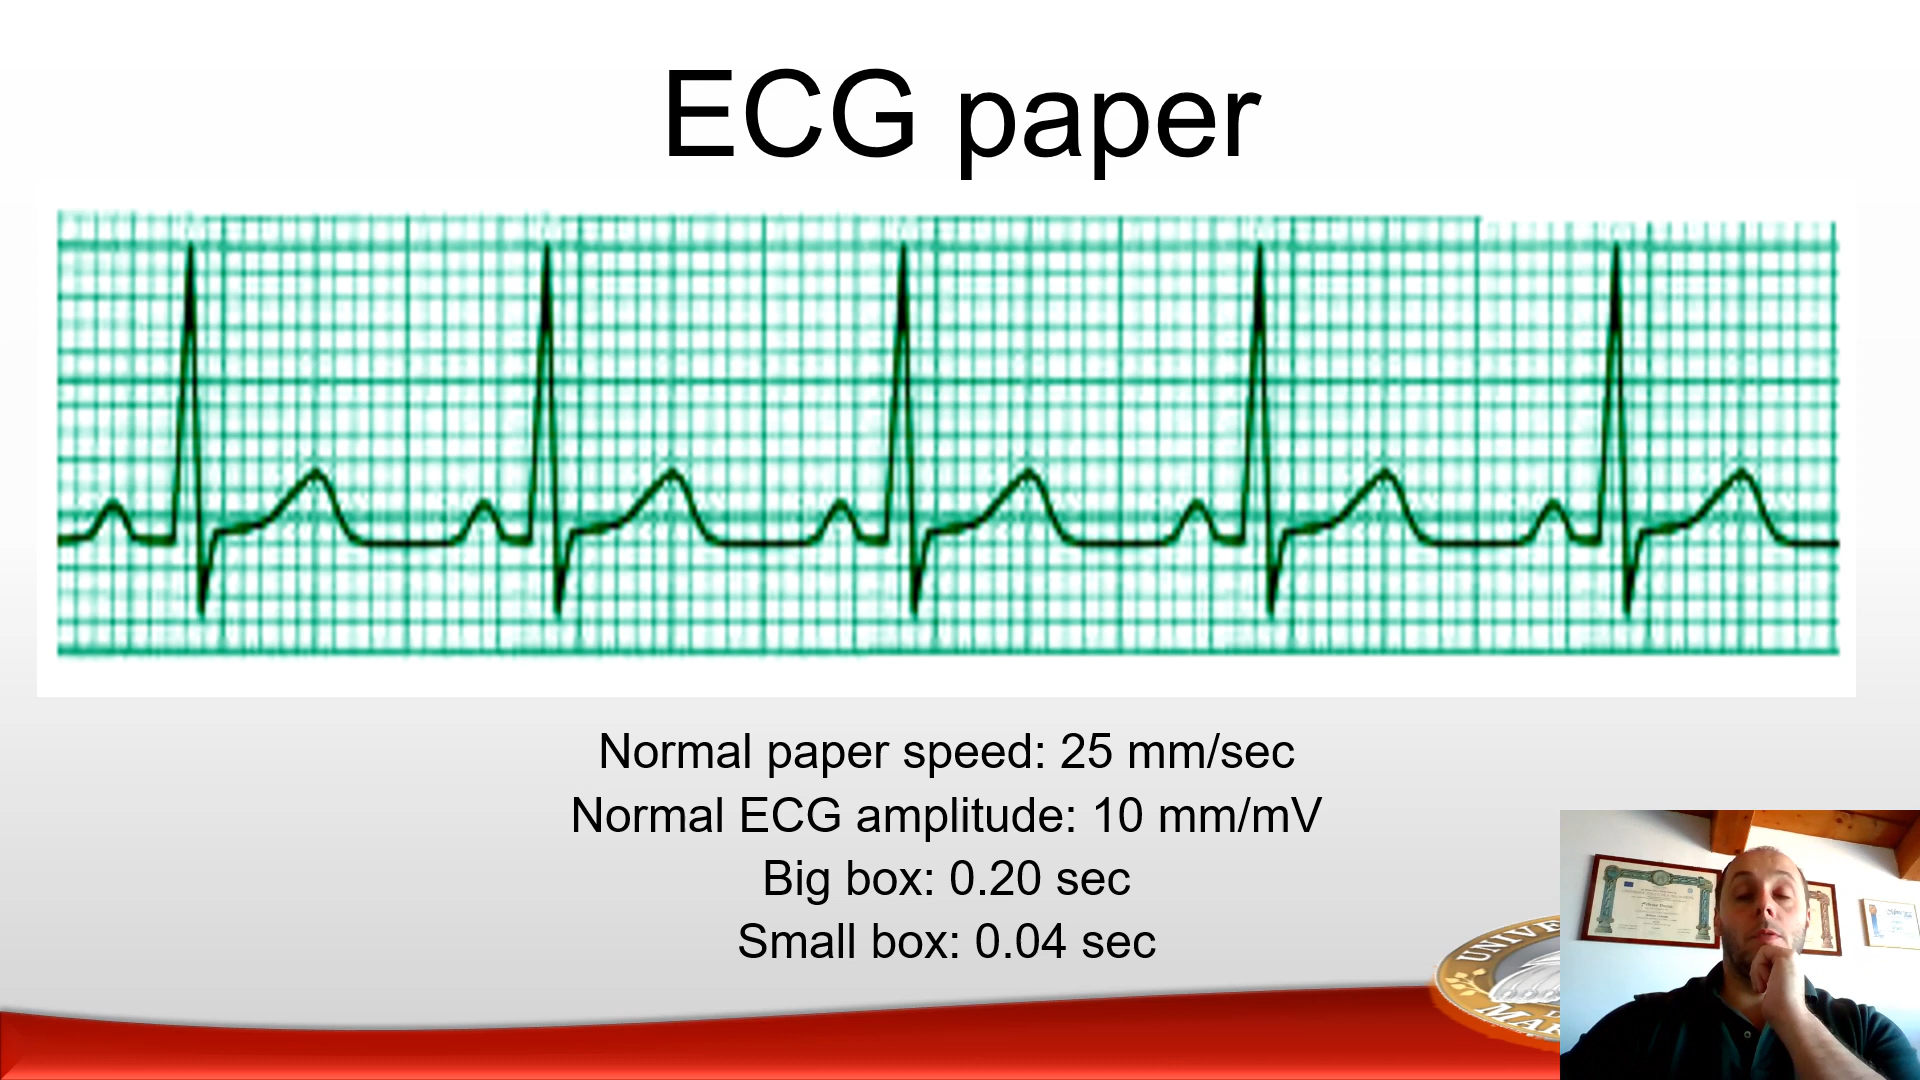 ECG paper
Normal paper speed: 25 mm/sec
Normal ECG amplitude: 10 mm/mV
Big box: 0.20 sec
Small box: 0.04 sec